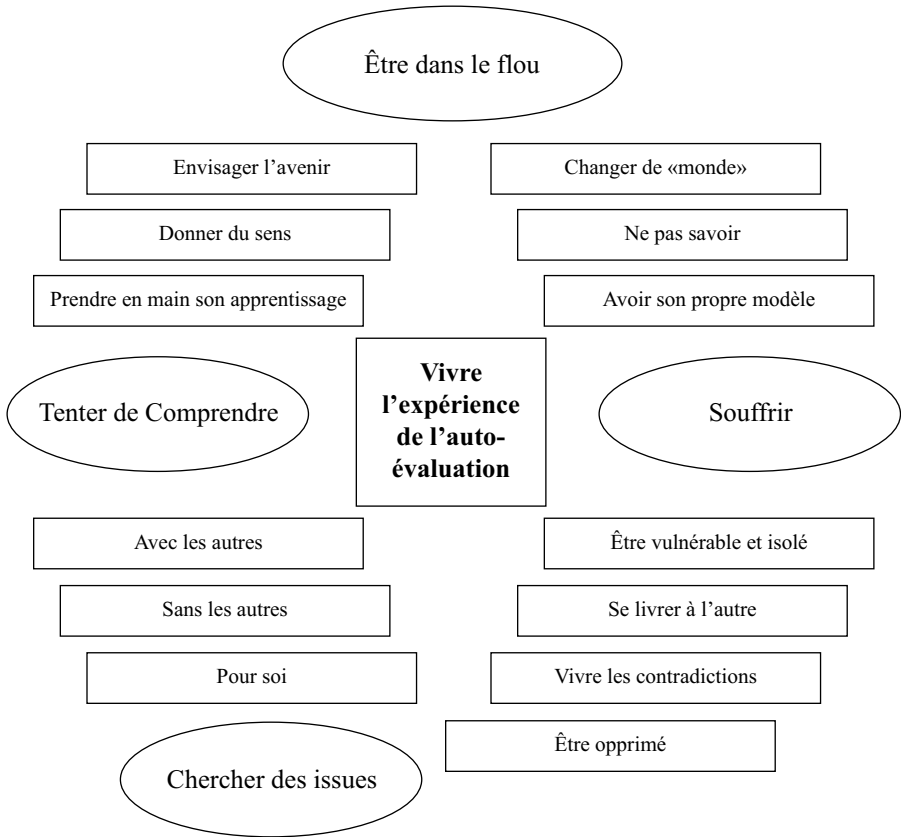 Être dans le flou
Envisager l’avenir
Changer de «monde»
Donner du sens
Ne pas savoir
Prendre en main son apprentissage
Avoir son propre modèle
Vivre
l’expérience
de l’auto-
évaluation
Tenter de Comprendre
Souffrir
Avec les autres
Être vulnérable et isolé
Sans les autres
Se livrer à l’autre
Pour soi
Vivre les contradictions
Être opprimé
Chercher des issues